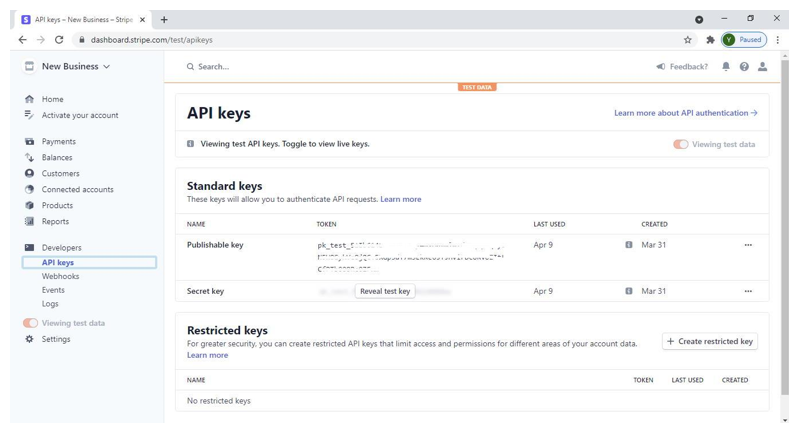 API keys – New Business – Stripe
dashboard.stripe.com/test/apikeys
Y Paused
New Business
Search...
Feedback?
TEST DATA
Home
Activate your account
Payments
Balances
Customers
Connected accounts
Products
Reports
Developers
API keys
Webhooks
Events
Logs
Viewing test data
Settings
API keys
Learn more about API authentication →
Viewing test API keys. Toggle to view live keys.
Viewing test data
Standard keys
These keys will allow you to authenticate API requests. Learn more
NAME TOKEN LAST USED CREATED
Publishable key pk_test_ Apr 9 Mar 31
Secret key Reveal test key Apr 9 Mar 31
Restricted keys
For greater security, you can create restricted API keys that limit access and permissions for different areas of your account data.
Learn more
+ Create restricted key
NAME TOKEN LAST USED CREATED
No restricted keys